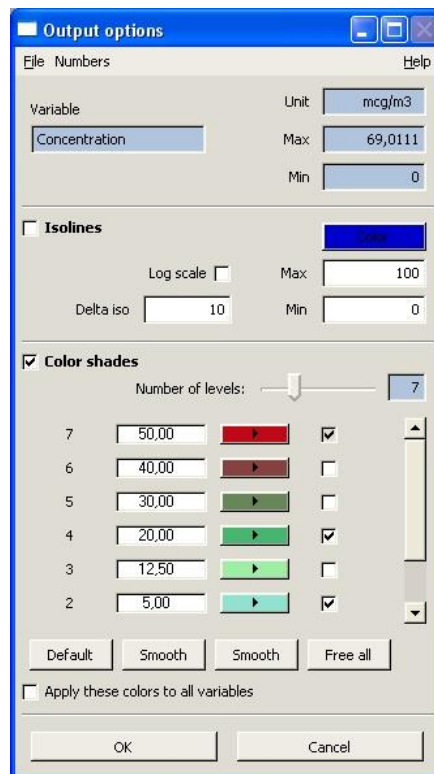 Output options
File Numbers Help
Variable
Unit mcg/m3
Concentration
Max 69,0111
Min 0
Isolines
Color
Log scale Max 100
Delta iso 10 Min 0
Color shades
Number of levels: 7
7 50,00
6 40,00
5 30,00
4 20,00
3 12,50
2 5,00
Default Smooth Smooth Free all
Apply these colors to all variables
OK Cancel